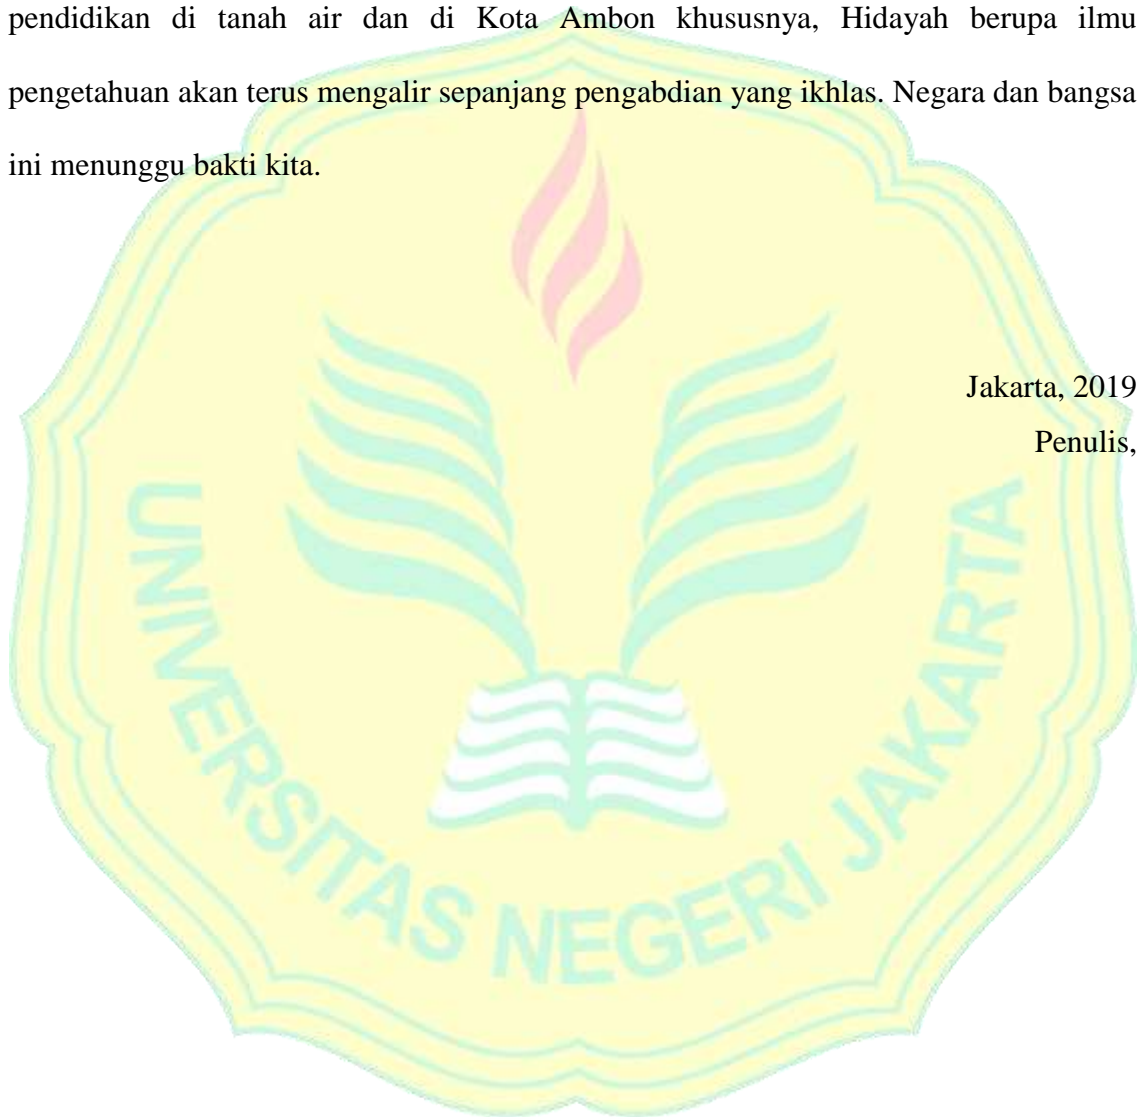 pendidikan di tanah air dan di Kota Ambon khususnya, Hidayah berupa ilmu
pengetahuan akan terus mengalir sepanjang pengabdian yang ikhlas. Negara dan bangsa
ini menunggu bakti kita.
Jakarta, 2019
Penulis,
UNIVERSITAS NEGERI JAKARTA